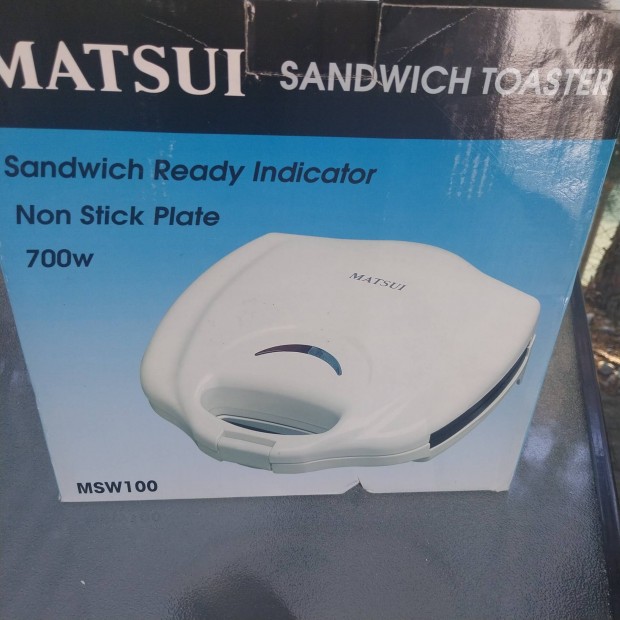 MATSUI SANDWICH TOASTER
Sandwich Ready Indicator
Non Stick Plate
700w
MATSUI
MSW100